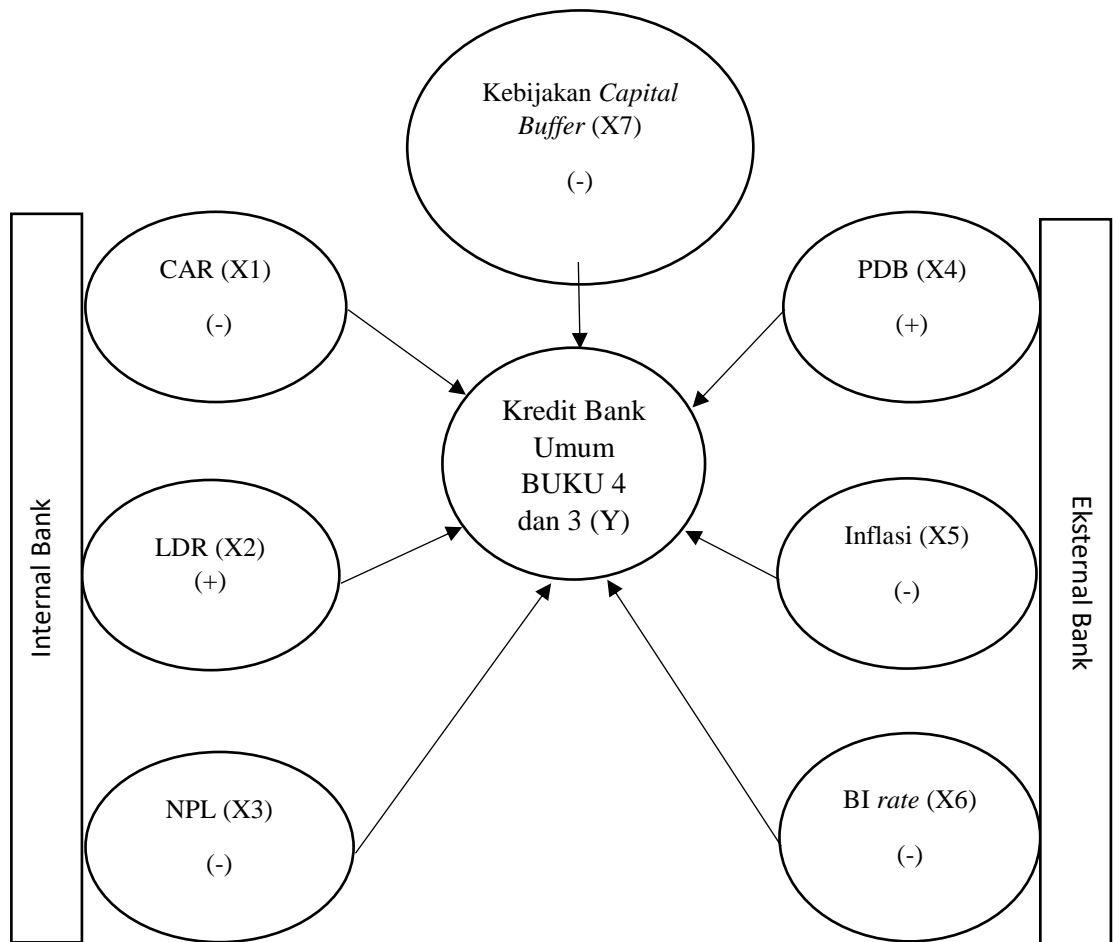 Kebijakan Capital
Buffer (X7)
(-)
CAR (X1)
(-)
PDB (X4)
(+)
Kredit Bank
Umum
BUKU 4
dan 3 (Y)
LDR (X2)
(+)
Inflasi (X5)
(-)
NPL (X3)
(-)
BI rate (X6)
(-)
Internal Bank
Eksternal Bank